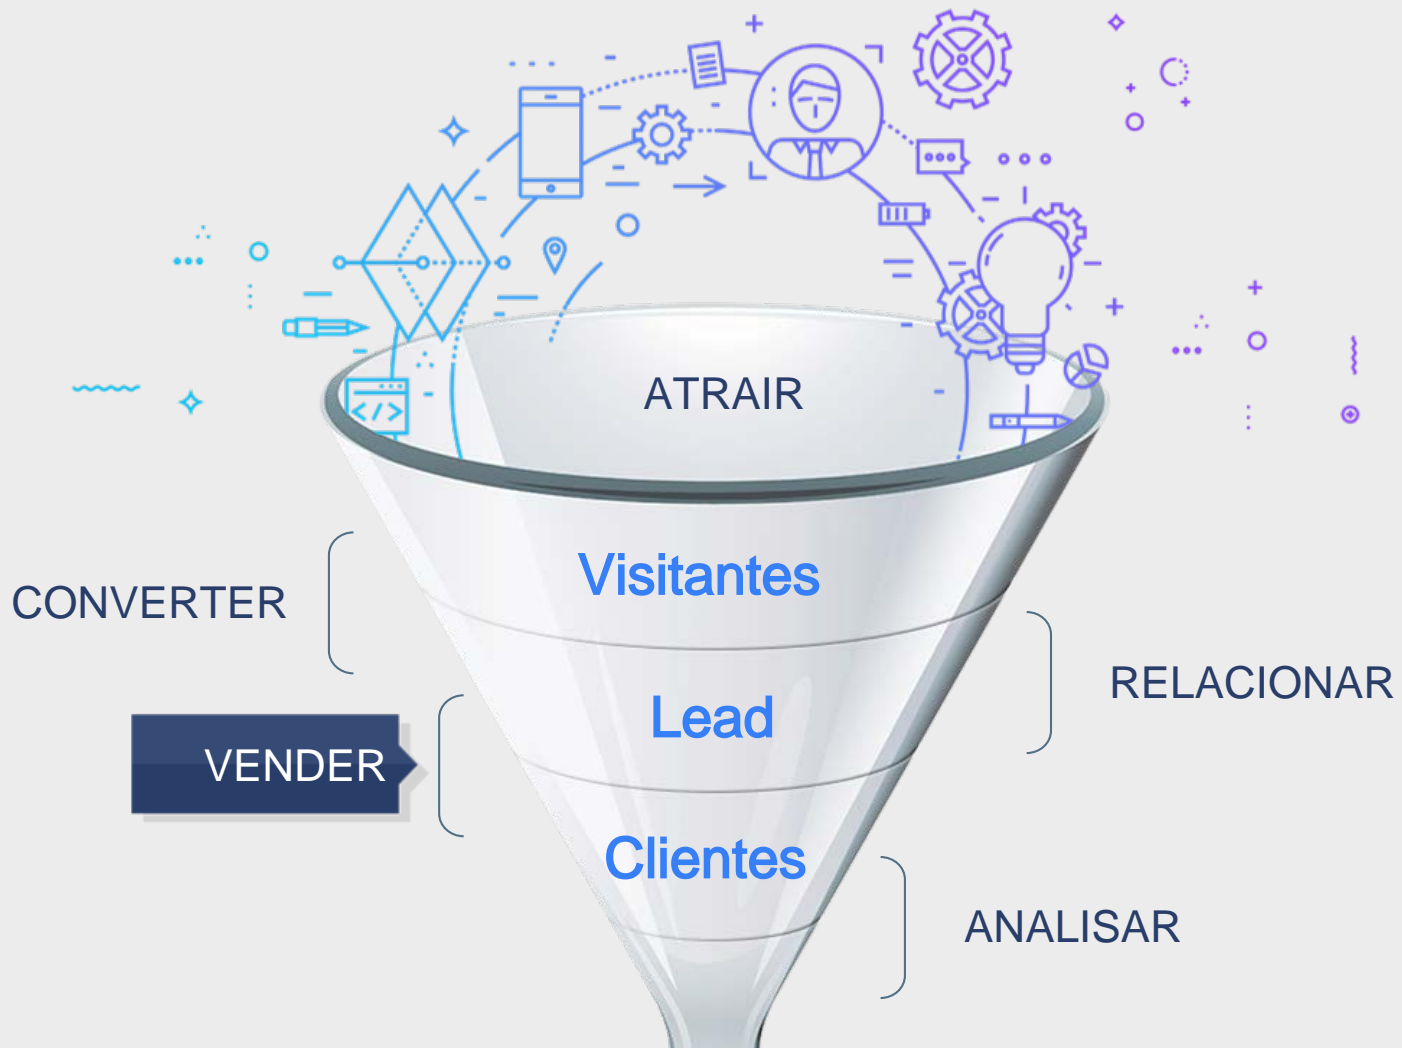 ATRAIR
Visitantes
CONVERTER
RELACIONAR
Lead
VENDER
Clientes
ANALISAR